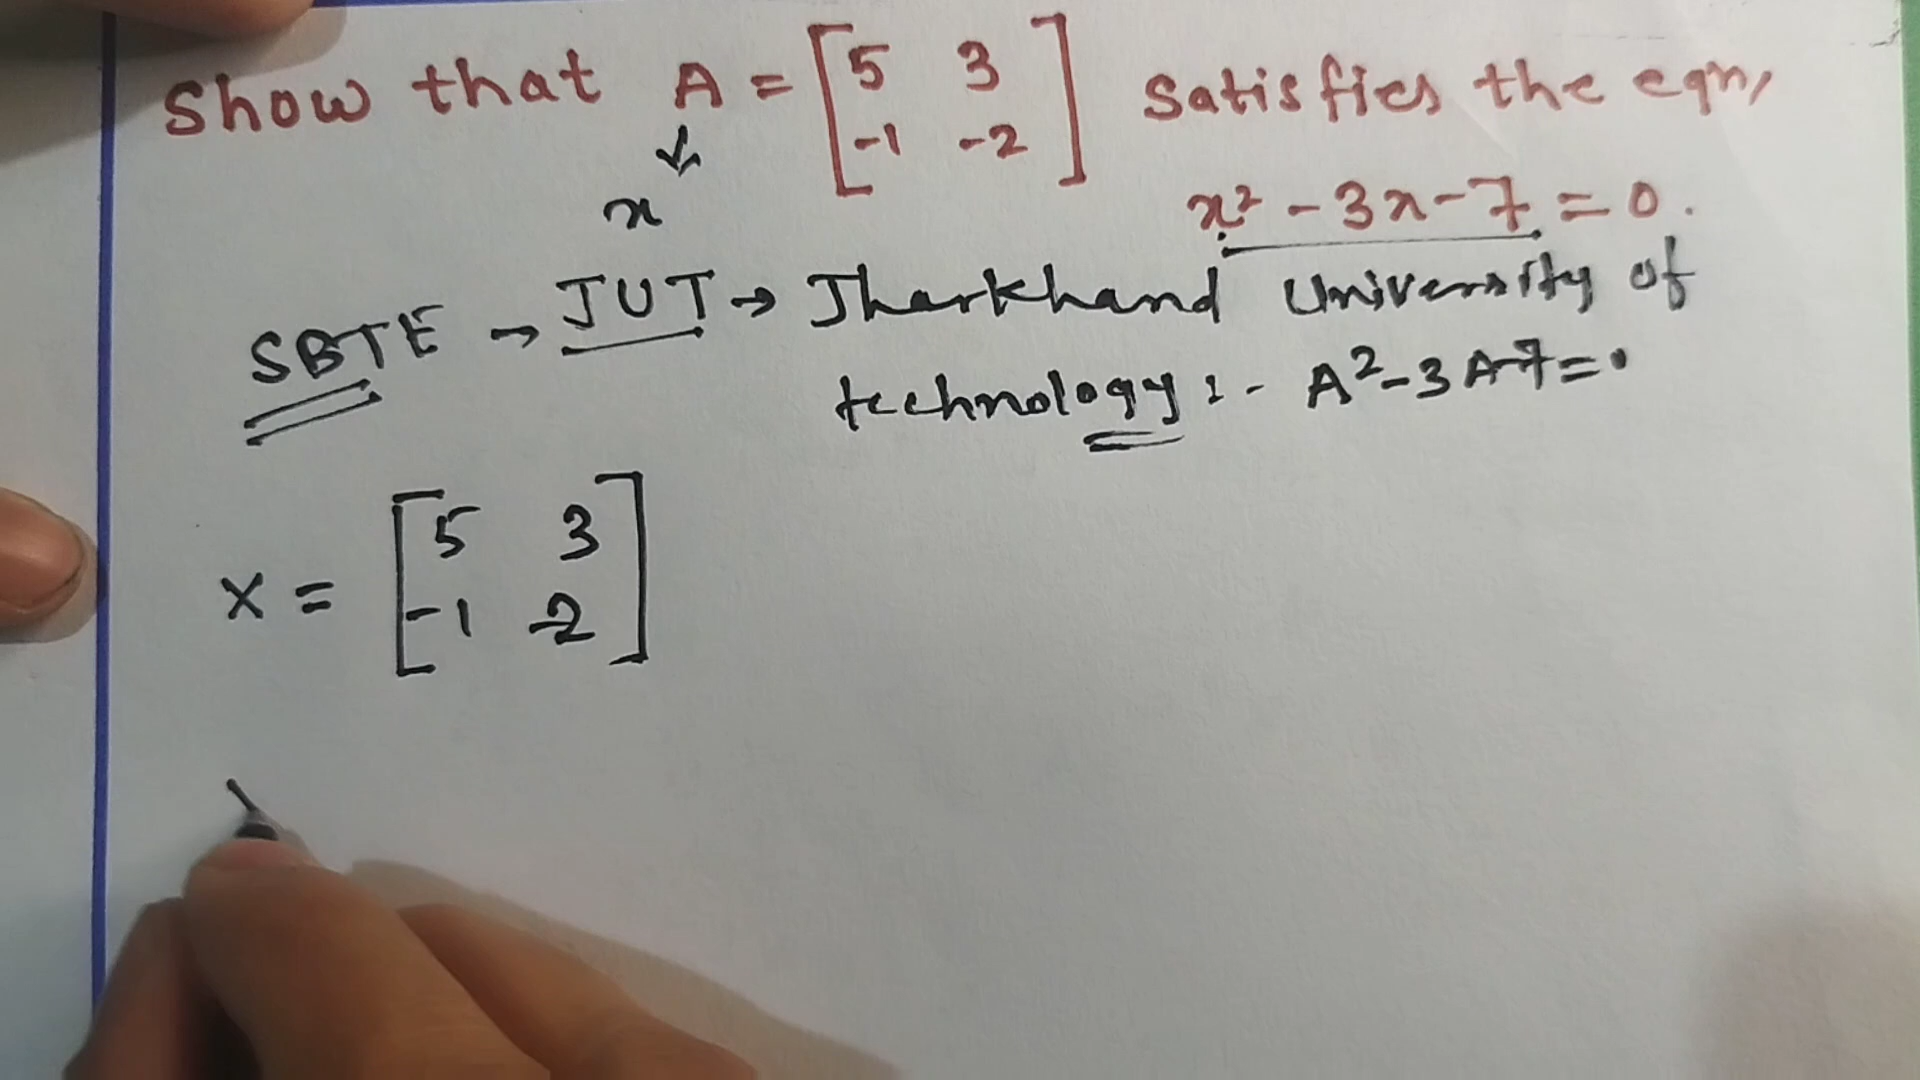 Show that A = [5 3 -1 -2] satisfies the eqn,
x
x² - 3x - 7 = 0.
SBTE → JUT → Jharkhand University of
technology :- A² - 3A - 7 = 0
x = [5 3 -1 -2]